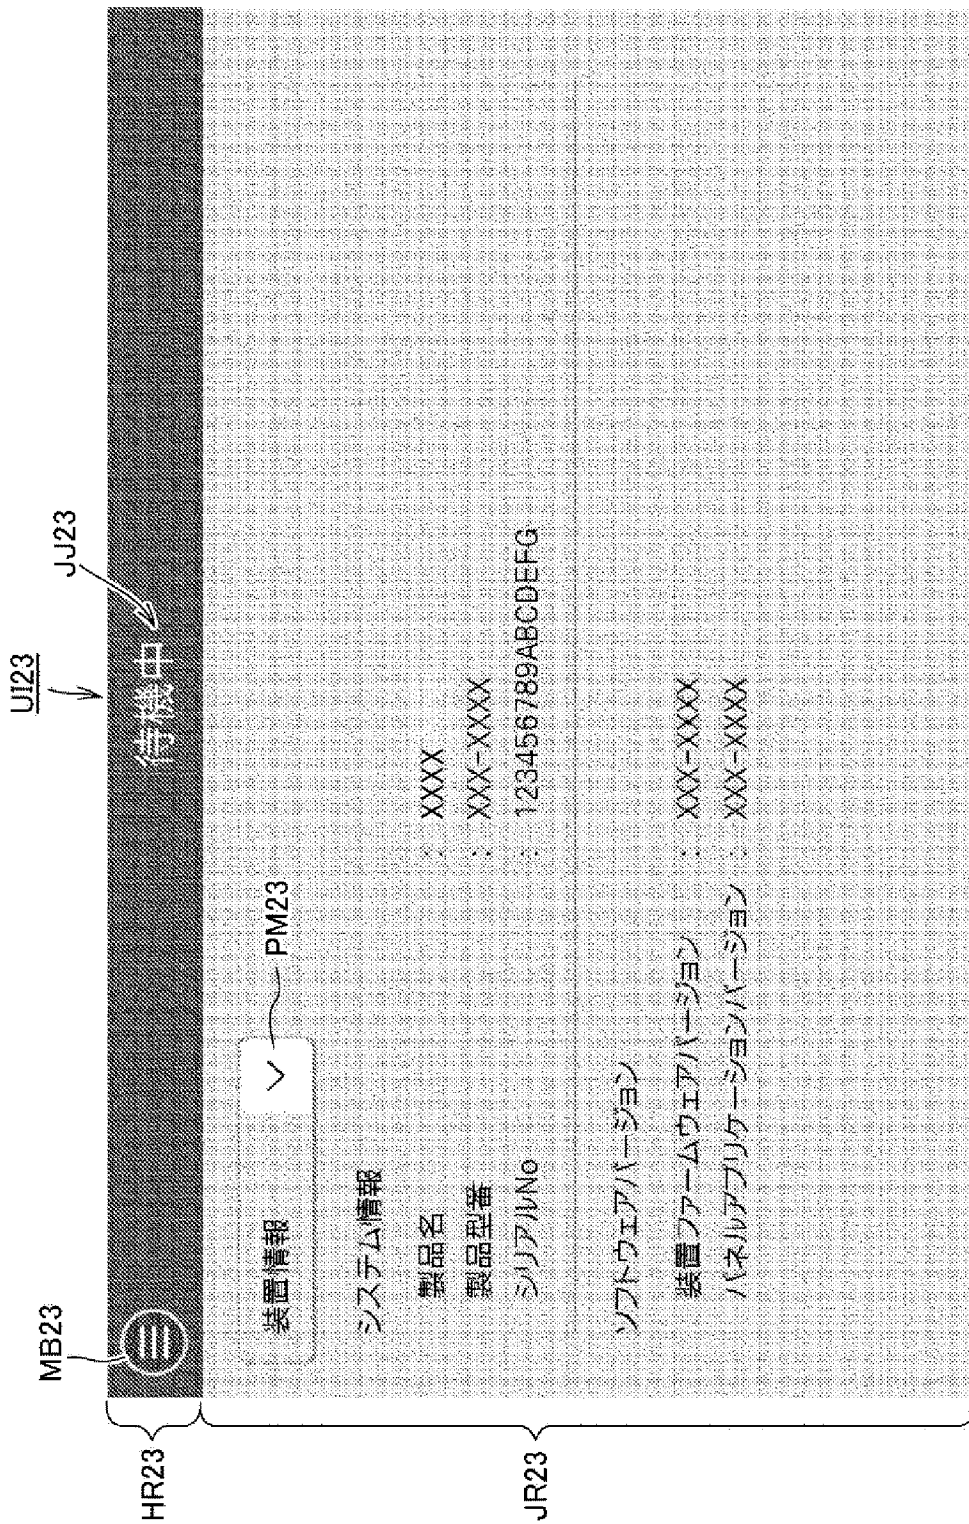 UI23
JJ23
MB23
HR23
待機中
JR23
装置情報
PM23
システム情報
製品名 : XXXX
製品型番 : XXX-XXXX
シリアルNo : 123456789ABCDEFG
ソフトウェアバージョン
装置ファームウェアバージョン : XXX-XXXX
パネルアプリケーションバージョン : XXX-XXXX